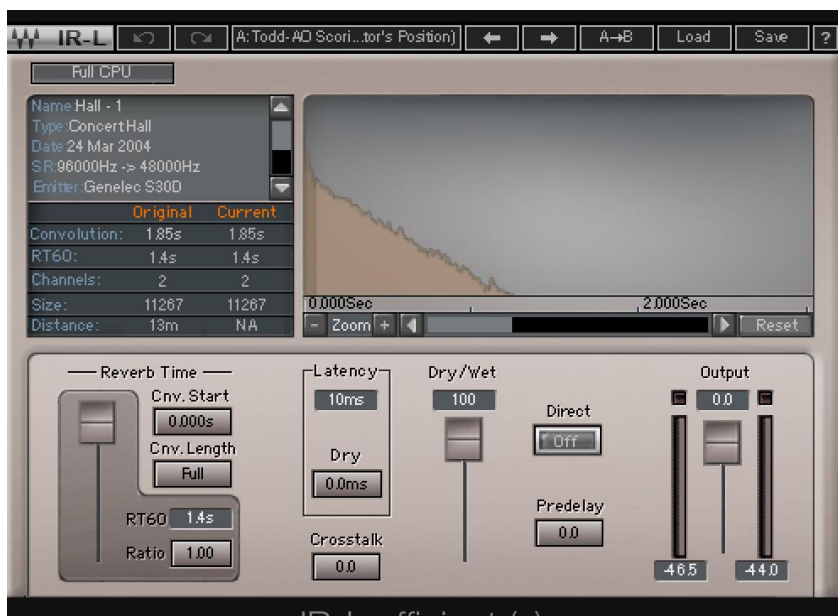 IR-L A:Todd-AO Scori...tor's Position) A→B Load Save ?
Full CPU
Name:Hall - 1
Type:ConcertHall
Date:24 Mar 2004
SR:96000Hz -> 48000Hz
Emitter:Genelec S30D
Original Current
Convolution: 1.85s 1.85s
RT60: 1.4s 1.4s
Channels: 2 2
Size: 11267 11267
Distance: 13m NA
0.000Sec 2.000Sec
- Zoom + Reset
Reverb Time
Cnv. Start
0.000s
Cnv. Length
Full
RT60 1.4s
Ratio 1.00
Latency
10ms
Dry
0.0ms
Crosstalk
0.0
Dry/Wet
100
Direct
Off
Predelay
0.0
Output
0.0
-46.5 -44.0